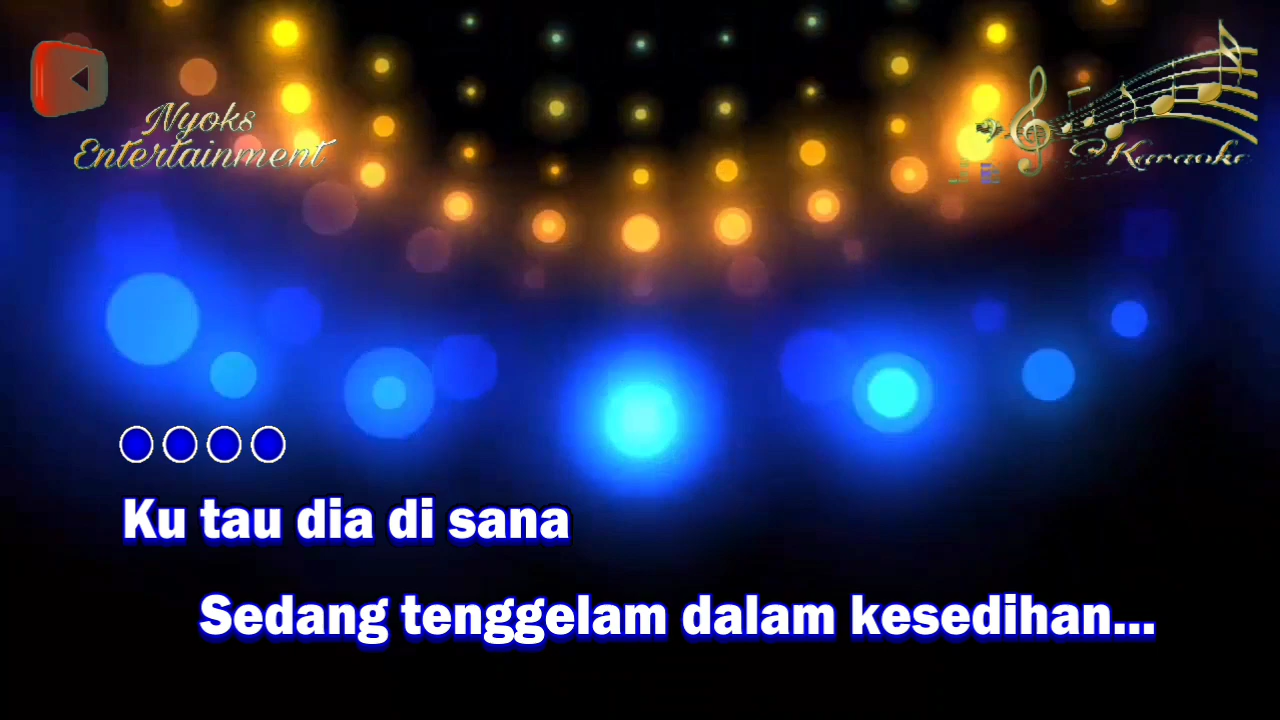 Nyoks
Entertainment
Karaoke
Ku tau dia di sana
Sedang tenggelam dalam kesedihan...